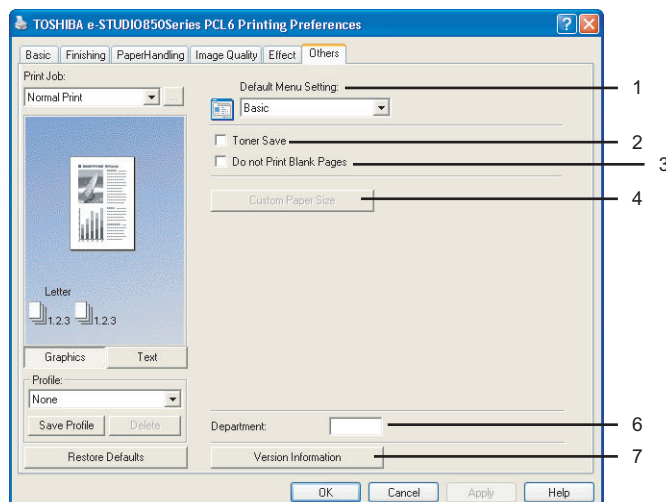 TOSHIBA e-STUDIO850Series PCL6 Printing Preferences
Basic Finishing PaperHandling Image Quality Effect Others
Print Job:
Normal Print ...
Default Menu Setting: 1
Basic
Toner Save 2
Do not Print Blank Pages 3
Custom Paper Size 4
Letter
1.2.3 1.2.3
Graphics Text
Profile:
None
Save Profile Delete
Department: 6
Restore Defaults Version Information 7
OK Cancel Apply Help